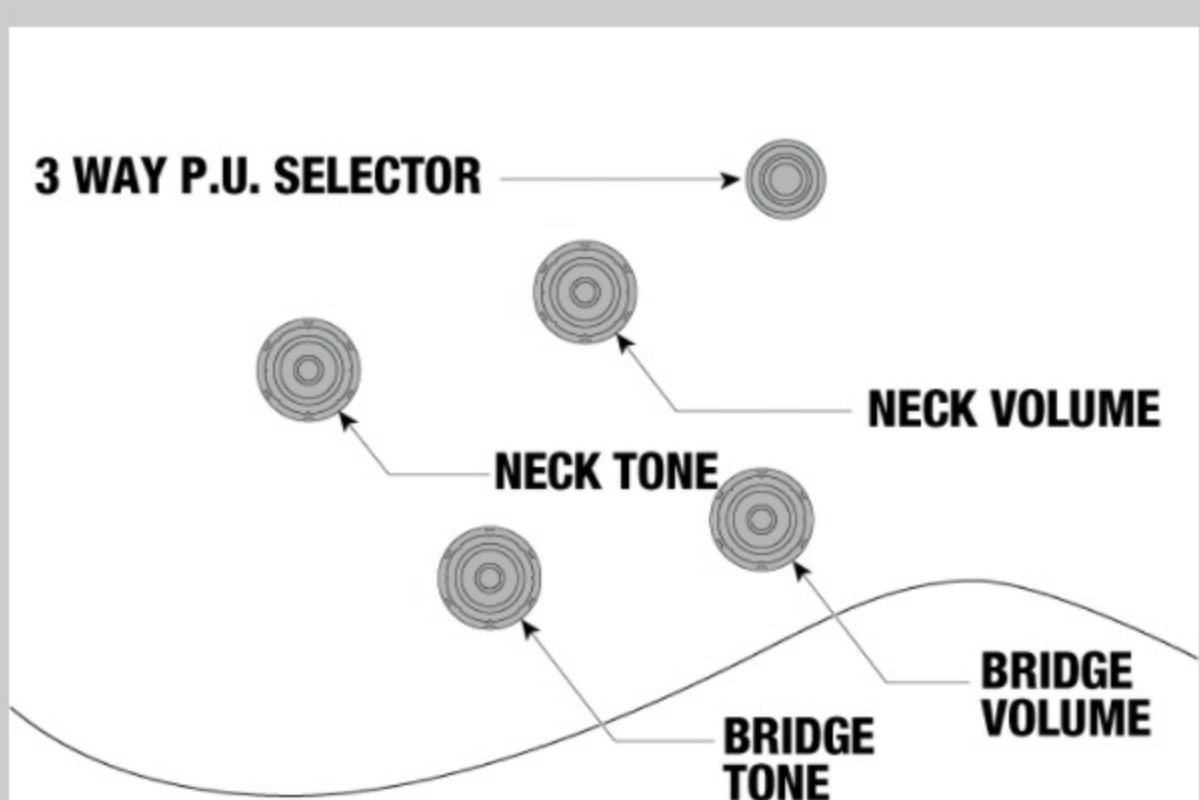 3 WAY P.U. SELECTOR
NECK VOLUME
NECK TONE
BRIDGE
VOLUME
BRIDGE
TONE